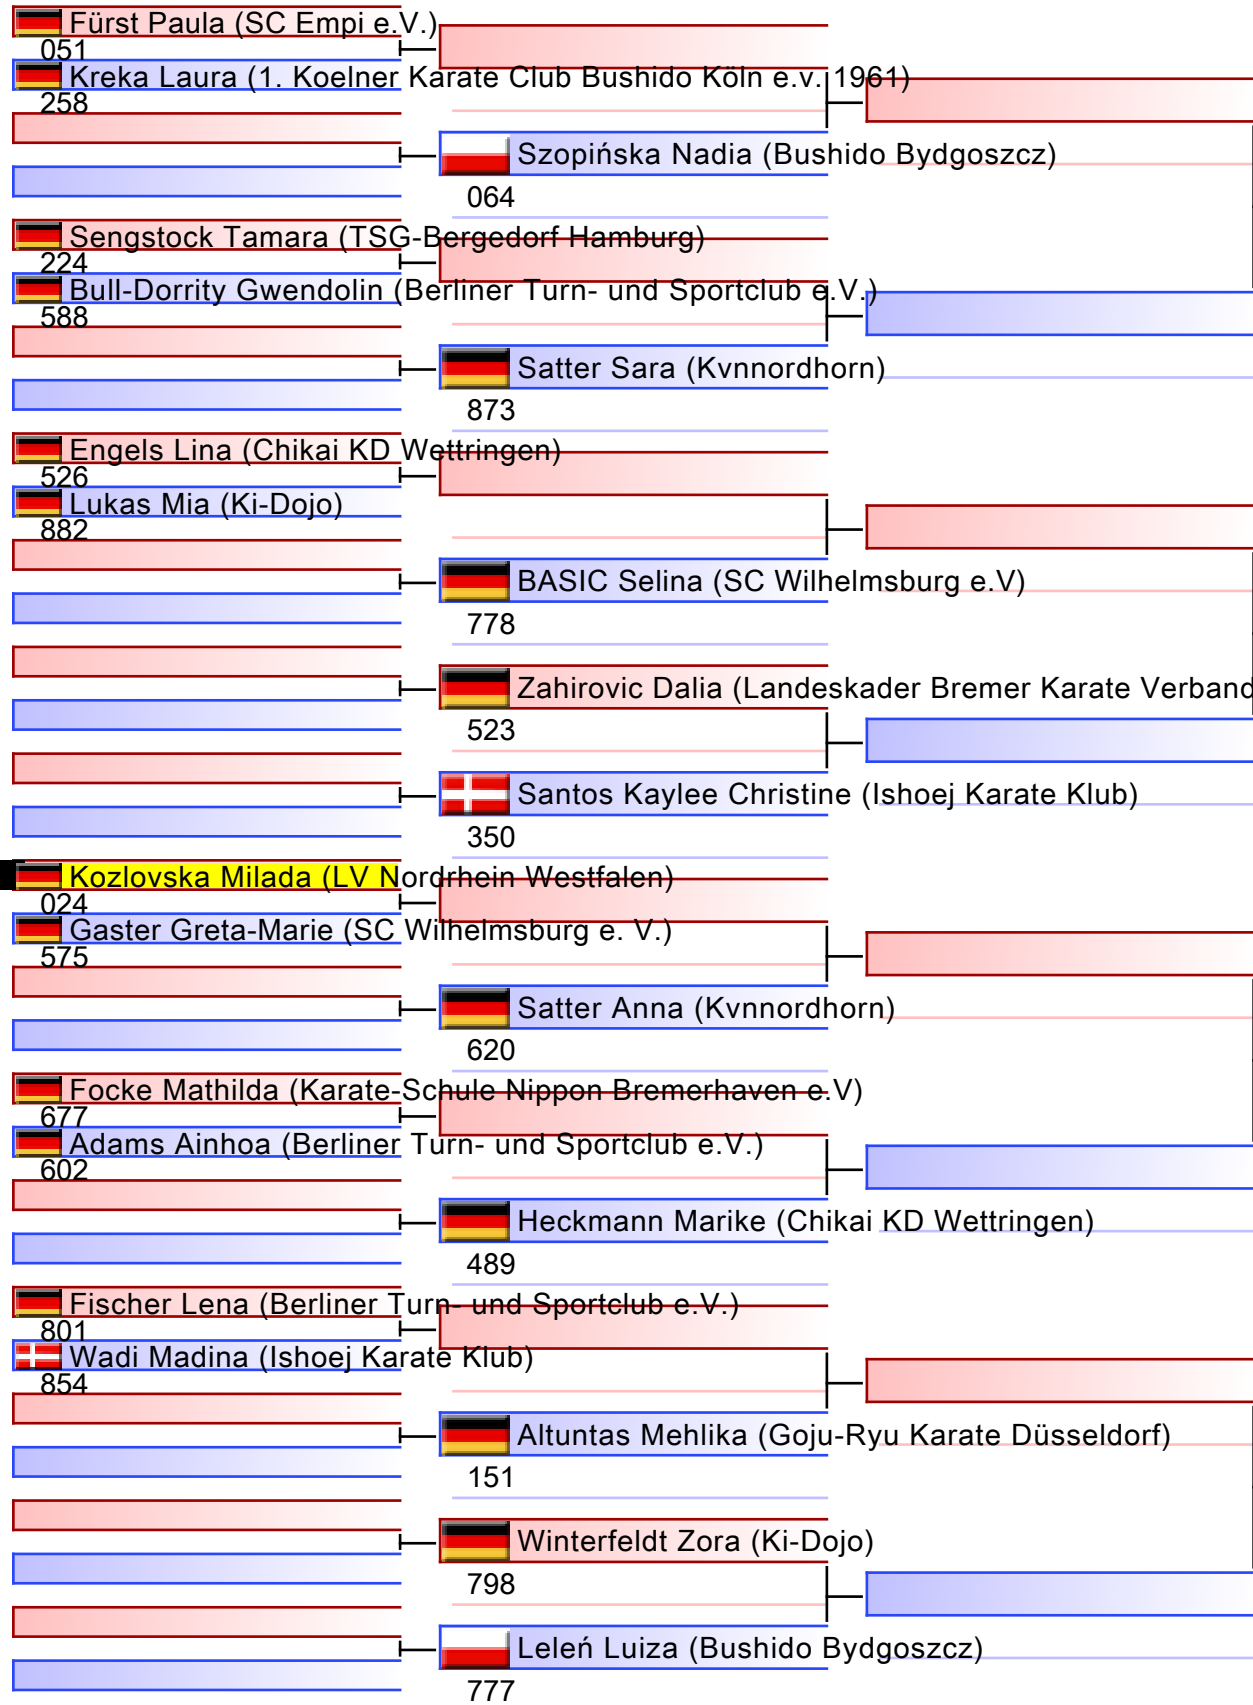 Fürst Paula (SC Empi e.V.)
051
Kreka Laura (1. Koelner Karate Club Bushido Köln e.v. 1961)
258
Szopińska Nadia (Bushido Bydgoszcz)
064
Sengstock Tamara (TSG-Bergedorf Hamburg)
224
Bull-Dorrity Gwendolin (Berliner Turn- und Sportclub e.V.)
588
Satter Sara (Kvnnordhorn)
873
Engels Lina (Chikai KD Wettringen)
526
Lukas Mia (Ki-Dojo)
882
BASIC Selina (SC Wilhelmsburg e.V)
778
Zahirovic Dalia (Landeskader Bremer Karate Verband
523
Santos Kaylee Christine (Ishoej Karate Klub)
350
Kozlovska Milada (LV Nordrhein Westfalen)
024
Gaster Greta-Marie (SC Wilhelmsburg e. V.)
575
Satter Anna (Kvnnordhorn)
620
Focke Mathilda (Karate-Schule Nippon Bremerhaven e.V)
677
Adams Ainhoa (Berliner Turn- und Sportclub e.V.)
602
Heckmann Marike (Chikai KD Wettringen)
489
Fischer Lena (Berliner Turn- und Sportclub e.V.)
801
Wadi Madina (Ishoej Karate Klub)
854
Altuntas Mehlika (Goju-Ryu Karate Düsseldorf)
151
Winterfeldt Zora (Ki-Dojo)
798
Leleń Luiza (Bushido Bydgoszcz)
777